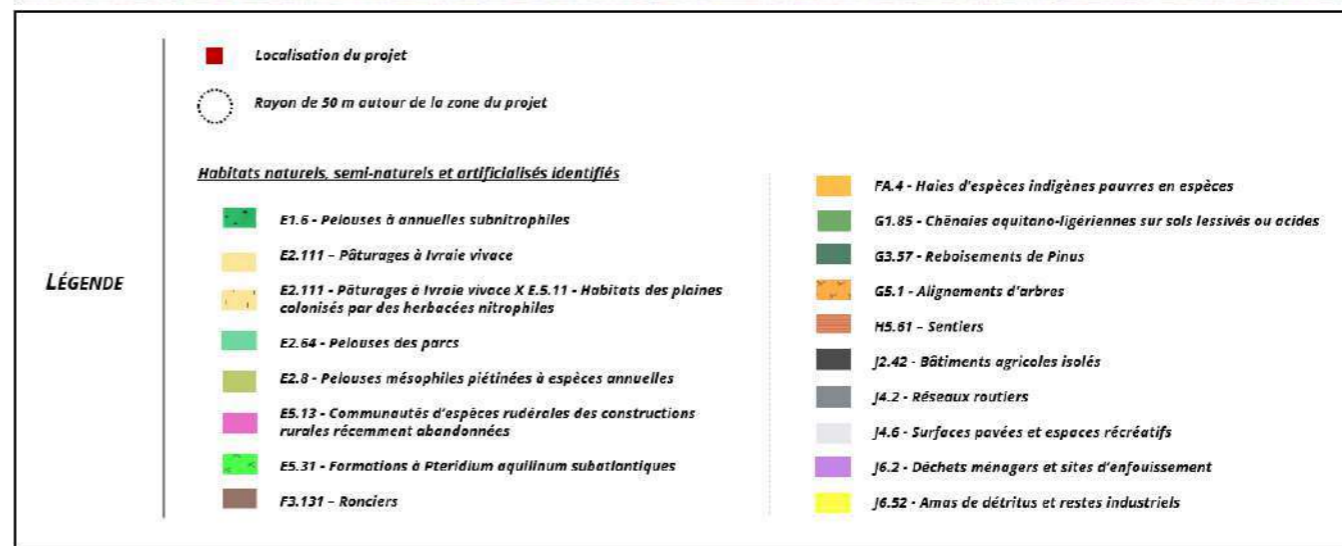 LÉGENDE
Localisation du projet
Rayon de 50 m autour de la zone du projet
Habitats naturels, semi-naturels et artificialisés identifiés
E1.6 - Pelouses à annuelles subnitrophiles
E2.111 – Pâturages à Ivraie vivace
E2.111 - Pâturages à Ivraie vivace X E.5.11 - Habitats des plaines
colonisés par des herbacées nitrophiles
E2.64 - Pelouses des parcs
E2.8 - Pelouses mésophiles piétinées à espèces annuelles
E5.13 - Communautés d'espèces rudérales des constructions
rurales récemment abandonnées
E5.31 - Formations à Pteridium aquilinum subatlantiques
F3.131 – Ronciers
FA.4 - Haies d'espèces indigènes pauvres en espèces
G1.85 - Chênaies aquitano-ligériennes sur sols lessivés ou acides
G3.57 - Reboisements de Pinus
G5.1 - Alignements d'arbres
H5.61 – Sentiers
J2.42 - Bâtiments agricoles isolés
J4.2 - Réseaux routiers
J4.6 - Surfaces pavées et espaces récréatifs
J6.2 - Déchets ménagers et sites d'enfouissement
J6.52 - Amas de détritus et restes industriels